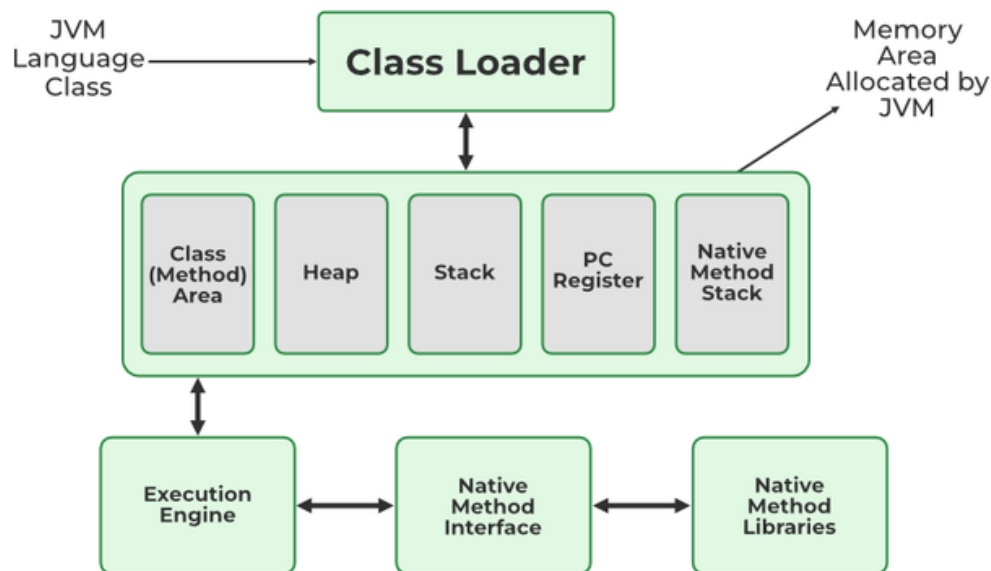 JVM
Language
Class
Class Loader
Memory
Area
Allocated by
JVM
Class
(Method)
Area
Heap
Stack
PC
Register
Native
Method
Stack
Execution
Engine
Native
Method
Interface
Native
Method
Libraries